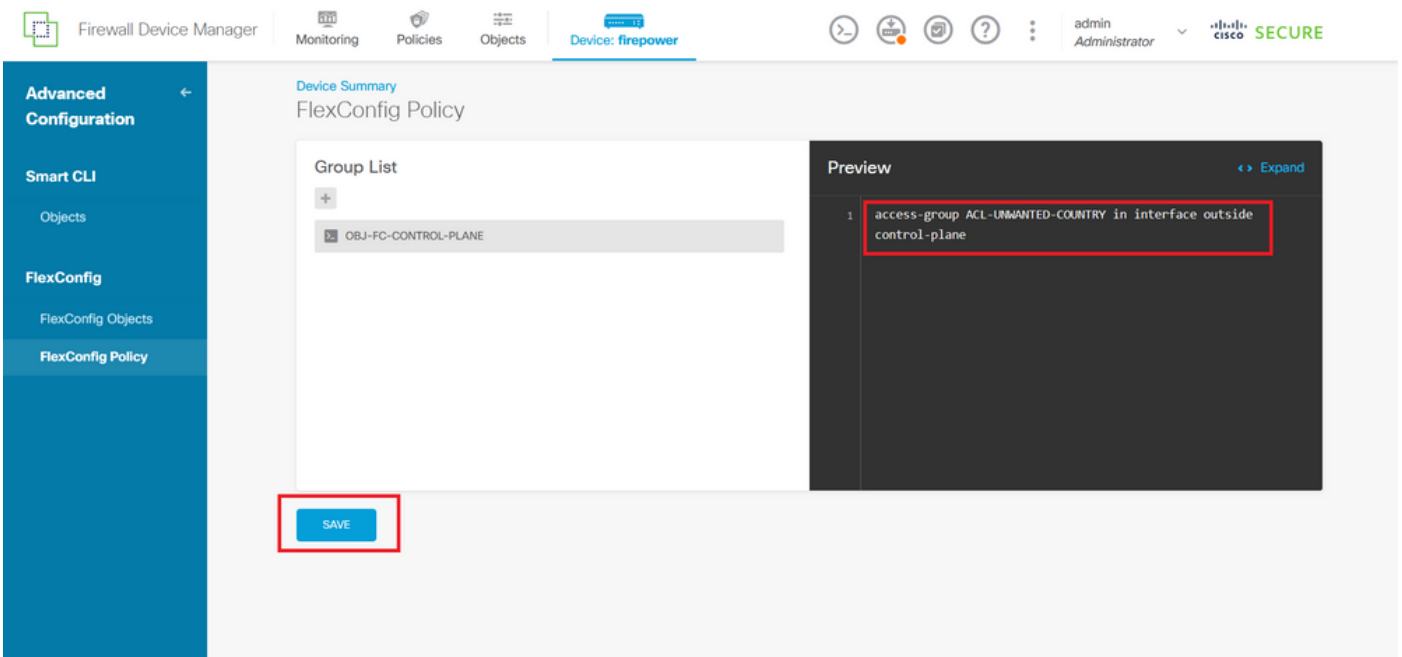 Firewall Device Manager
Monitoring
Policies
Objects
Device: firepower
admin
Administrator
cisco SECURE
Advanced
Configuration
Smart CLI
Objects
FlexConfig
FlexConfig Objects
FlexConfig Policy
Device Summary
FlexConfig Policy
Group List
+
OBJ-FC-CONTROL-PLANE
Preview
Expand
1 access-group ACL-UNWANTED-COUNTRY in interface outside
control-plane
SAVE